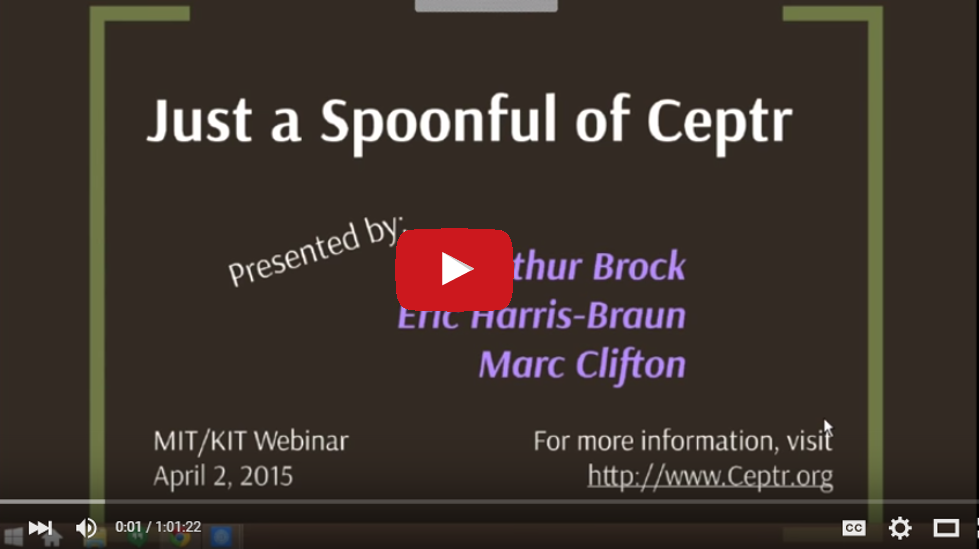 Just a Spoonful of Ceptr
Presented by:
thur Brock
Eric Harris-Braun
Marc Clifton
MIT/KIT Webinar
April 2, 2015
For more information, visit
http://www.Ceptr.org
0:01 / 1:01:22
CC